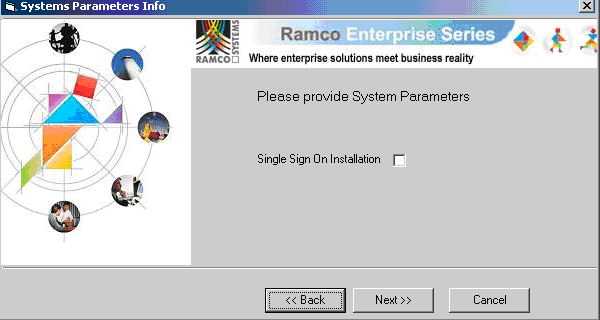 Systems Parameters Info
RAMCO SYSTEMS
Ramco Enterprise Series
Where enterprise solutions meet business reality
Please provide System Parameters
Single Sign On Installation
<< Back
Next >>
Cancel